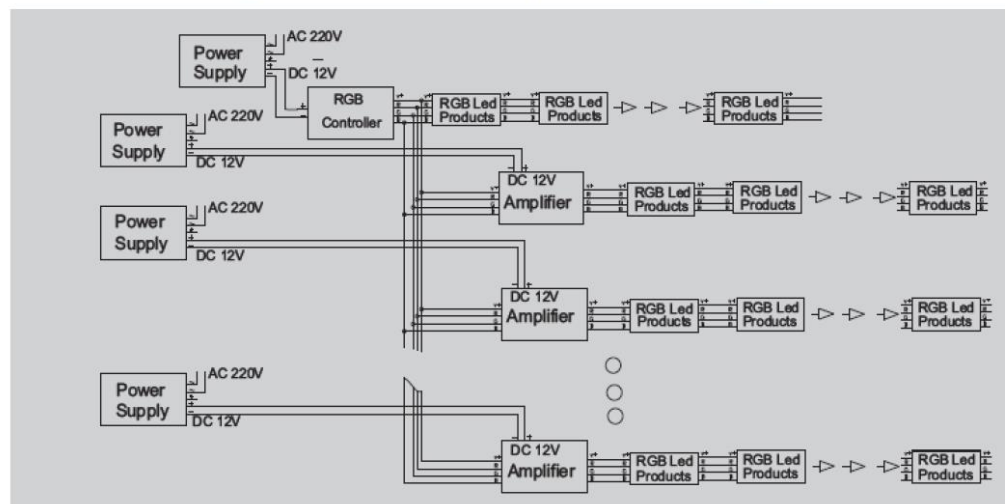 AC 220V
Power
Supply
DC 12V
RGB
Controller
RGB Led
Products
RGB Led
Products
RGB Led
Products
AC 220V
Power
Supply
DC 12V
DC 12V
Amplifier
RGB Led
Products
RGB Led
Products
RGB Led
Products
AC 220V
Power
Supply
DC 12V
DC 12V
Amplifier
RGB Led
Products
RGB Led
Products
RGB Led
Products
AC 220V
Power
Supply
DC 12V
DC 12V
Amplifier
RGB Led
Products
RGB Led
Products
RGB Led
Products